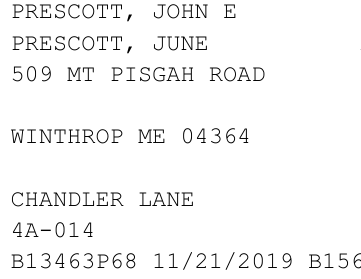 PRESCOTT, JOHN E
PRESCOTT, JUNE
509 MT PISGAH ROAD
WINTHROP ME 04364
CHANDLER LANE
4A-014
B13463P68 11/21/2019 B156